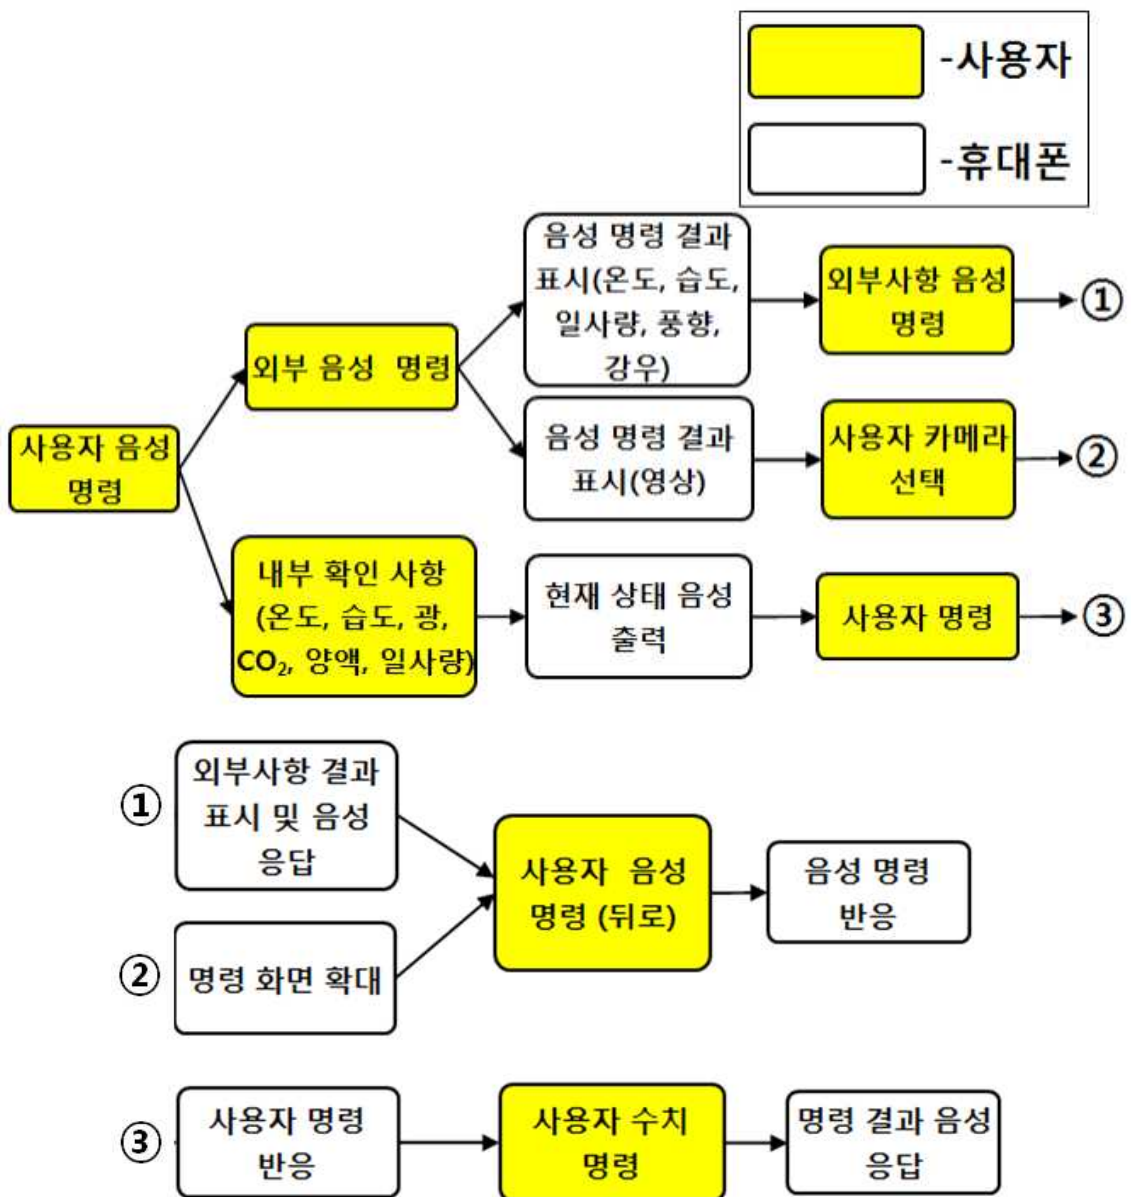 -사용자
-휴대폰
음성 명령 결과
표시(온도, 습도,
일사량, 풍향,
강우)
외부사항 음성
명령
①
외부 음성 명령
사용자 음성
명령
음성 명령 결과
표시(영상)
사용자 카메라
선택
②
내부 확인 사항
(온도, 습도, 광,
CO₂, 양액, 일사량)
현재 상태 음성
출력
사용자 명령
③
①
외부사항 결과
표시 및 음성
응답
사용자 음성
명령 (뒤로)
음성 명령
반응
②
명령 화면 확대
③
사용자 명령
반응
사용자 수치
명령
명령 결과 음성
응답